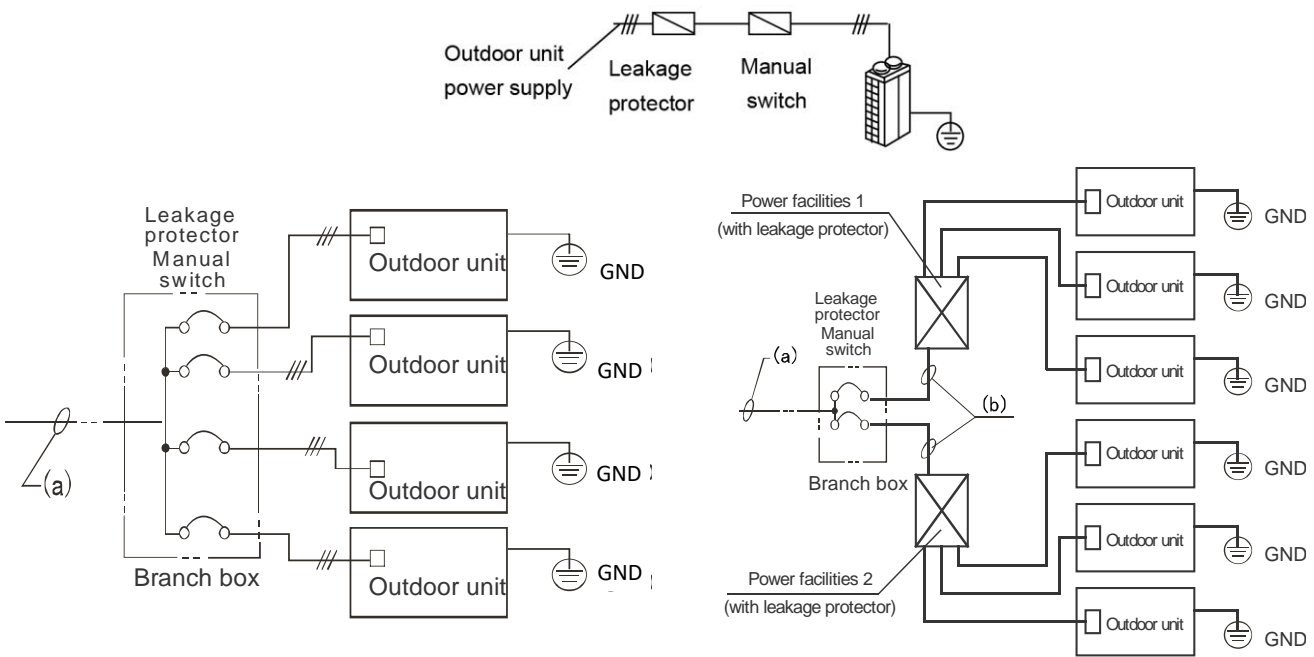 Outdoor unit
power supply
Leakage
protector
Manual
switch
Leakage
protector
Manual
switch
Outdoor unit
GND
Outdoor unit
GND
(a)
Outdoor unit
GND
Outdoor unit
GND
Branch box
Power facilities 1
(with leakage protector)
Outdoor unit
GND
Outdoor unit
GND
Leakage
protector
Manual
switch
(a)
Outdoor unit
GND
(b)
Outdoor unit
GND
Branch box
Outdoor unit
GND
Power facilities 2
(with leakage protector)
Outdoor unit
GND